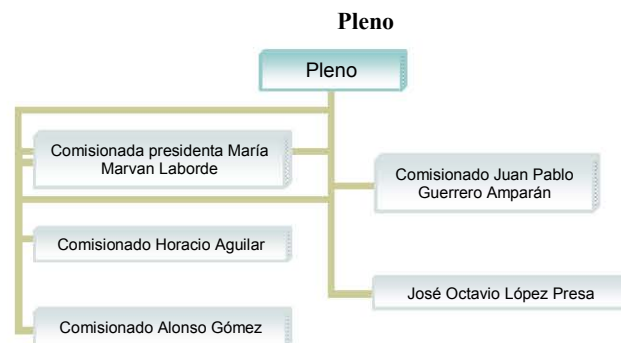 Pleno
Pleno
Comisionada presidenta María
Marvan Laborde
Comisionado Juan Pablo
Guerrero Amparán
Comisionado Horacio Aguilar
José Octavio López Presa
Comisionado Alonso Gómez